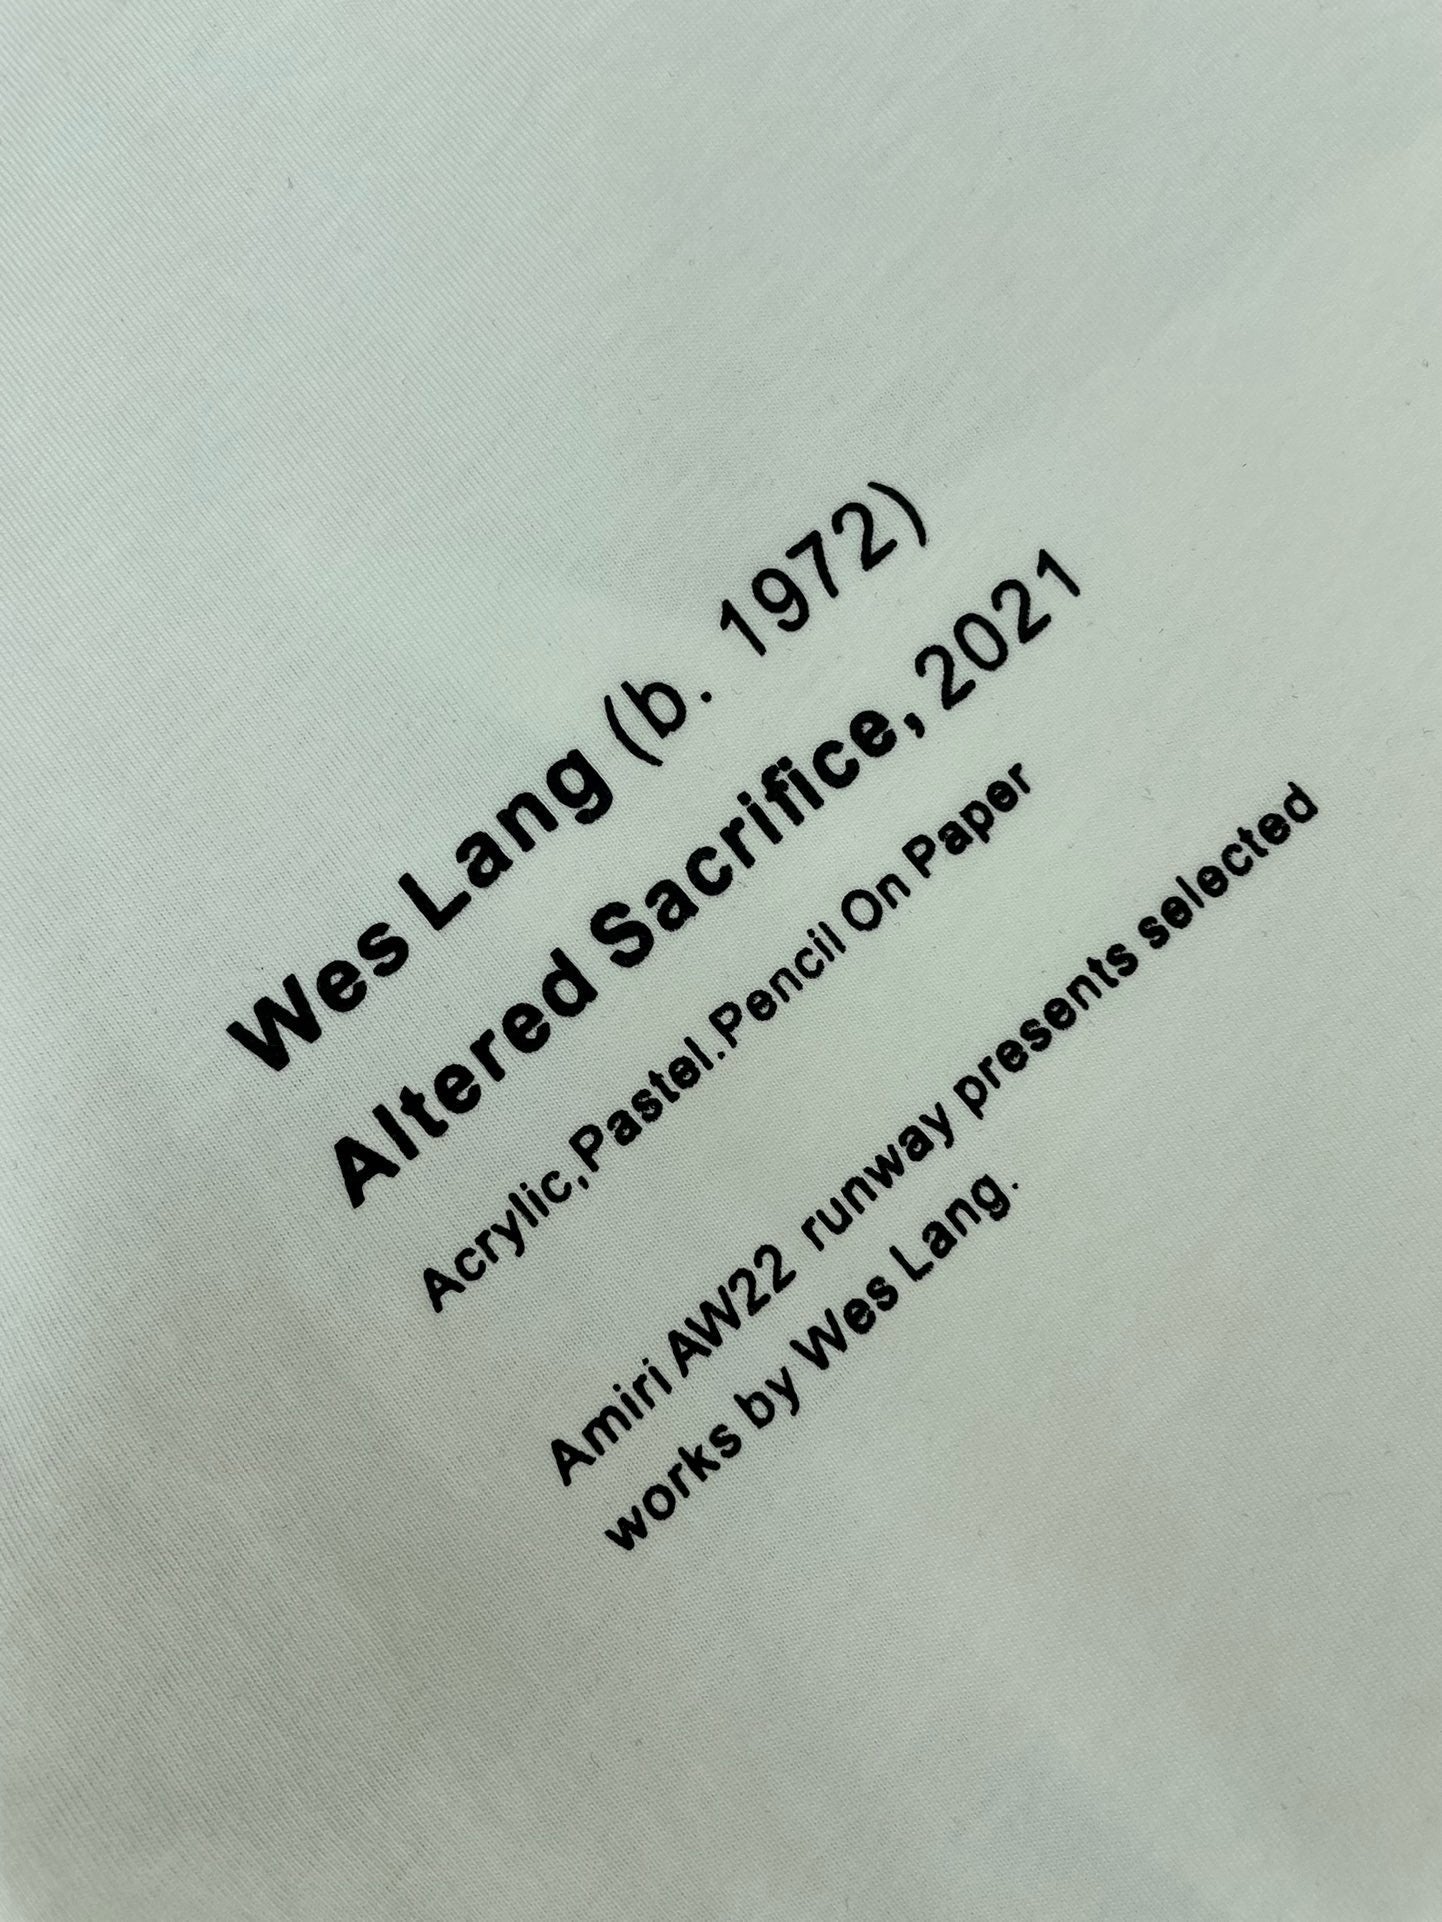 Wes Lang (b. 1972)
Altered Sacrifice, 2021
Acrylic,Pastel.Pencil On Paper
Amiri AW22 runway presents selected
works by Wes Lang.